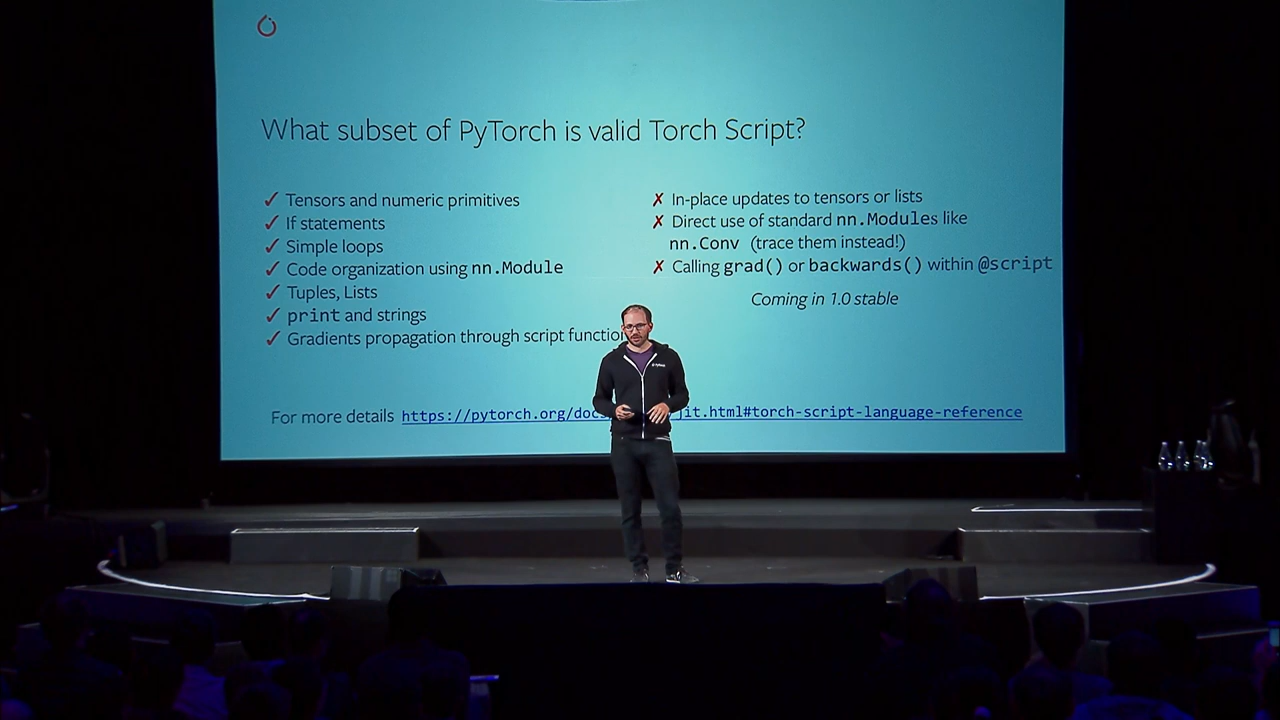 What subset of PyTorch is valid Torch Script?
✓ Tensors and numeric primitives
✓ If statements
✓ Simple loops
✓ Code organization using nn.Module
✓ Tuples, Lists
✓ print and strings
✓ Gradients propagation through script function
✗ In-place updates to tensors or lists
✗ Direct use of standard nn.Modules like
nn.Conv (trace them instead!)
✗ Calling grad() or backwards() within @script
Coming in 1.0 stable
For more details https://pytorch.org/doc jit.html#torch-script-language-reference